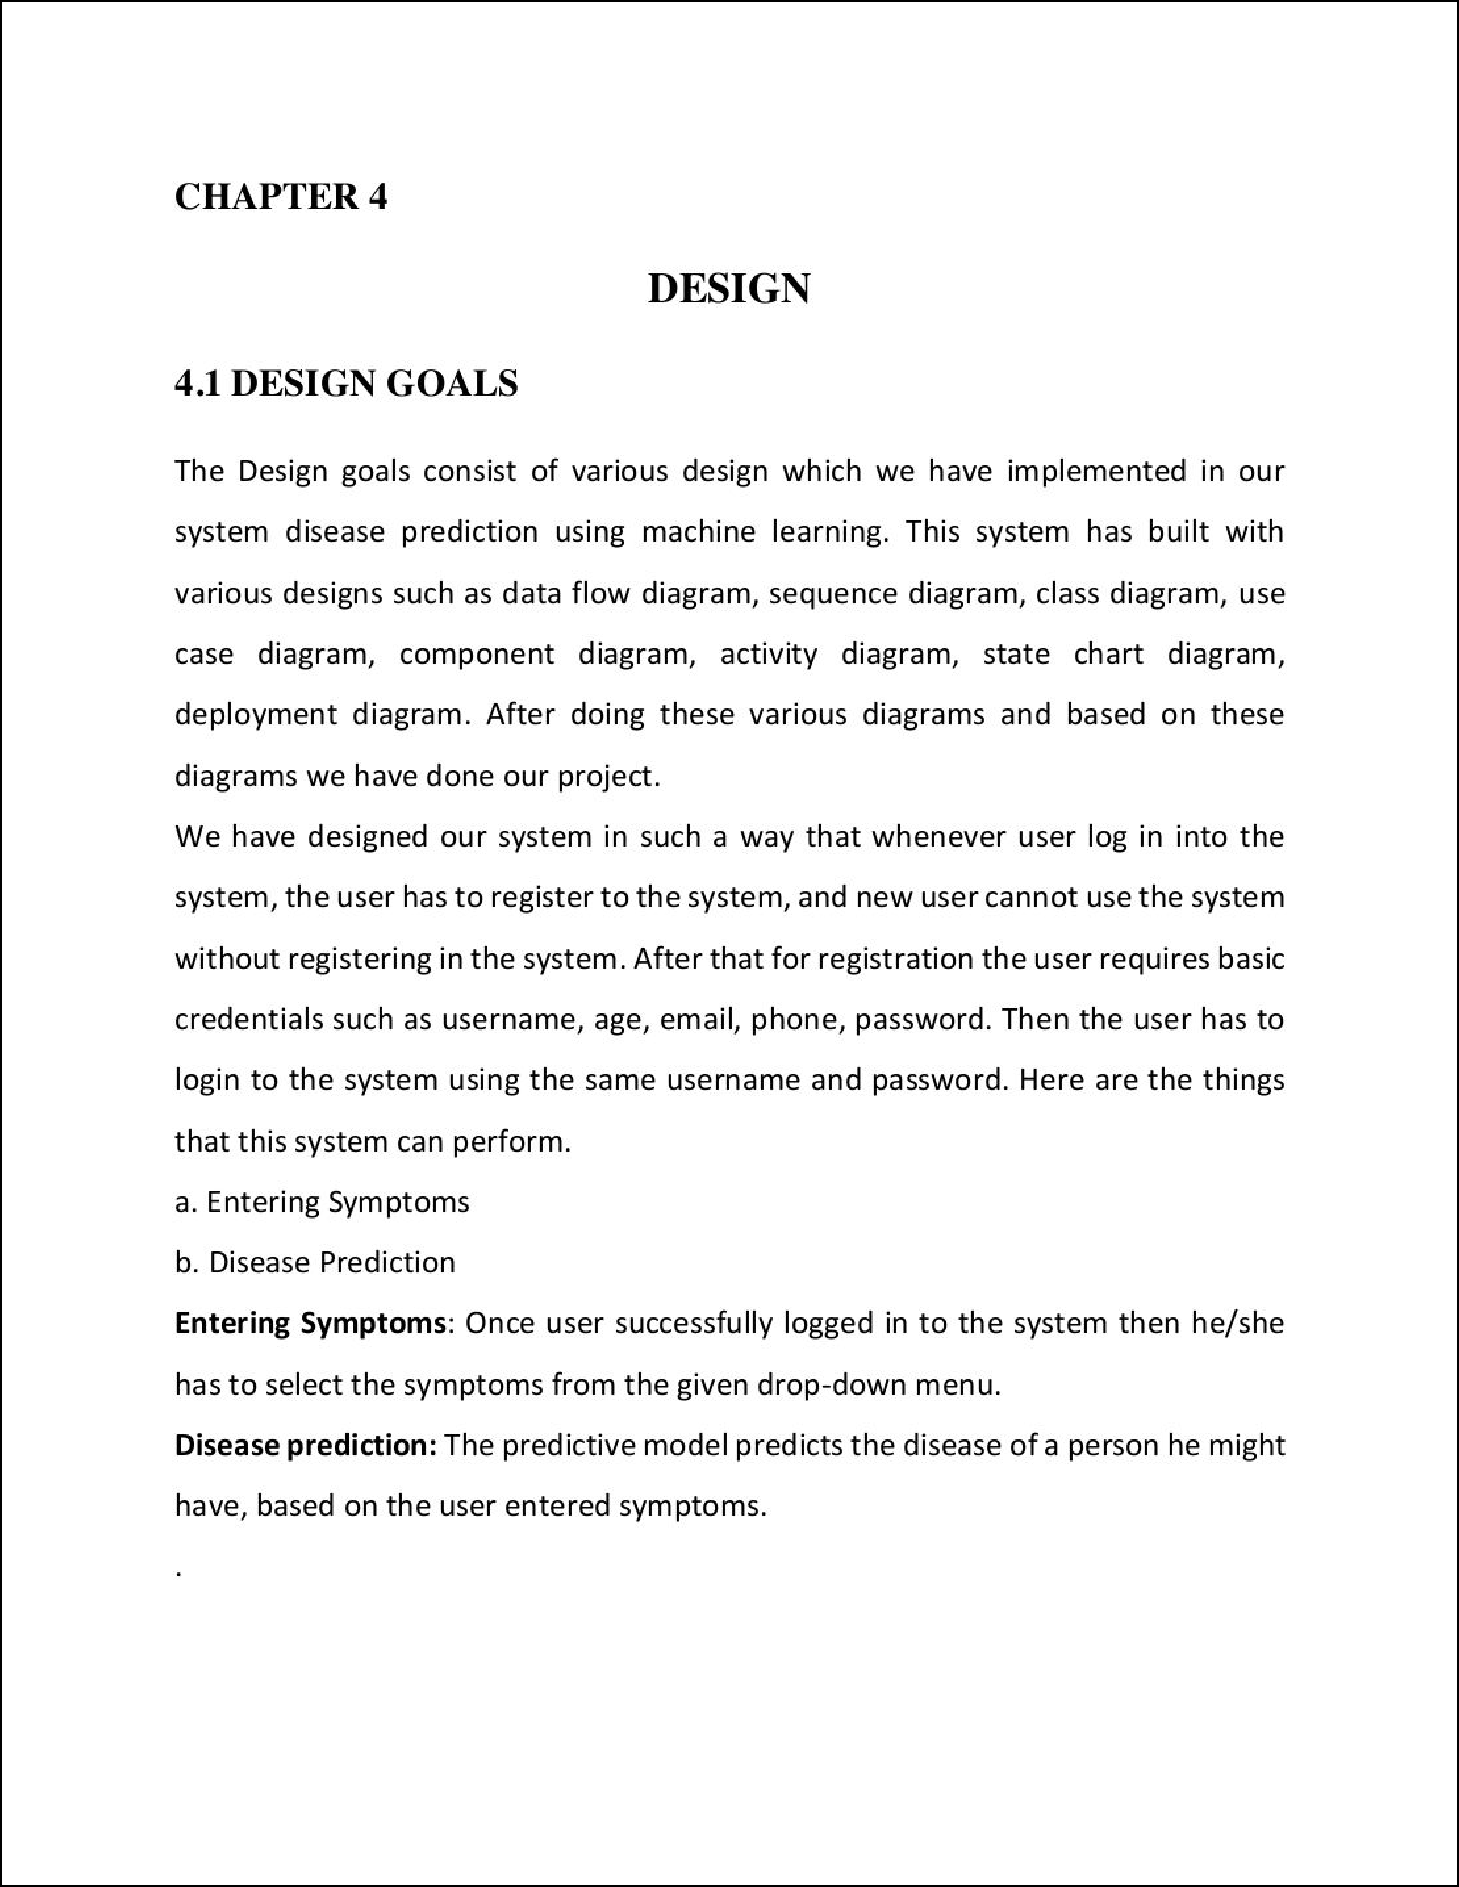 CHAPTER 4
DESIGN
4.1 DESIGN GOALS
The Design goals consist of various design which we have implemented in our
system disease prediction using machine learning. This system has built with
various designs such as data flow diagram, sequence diagram, class diagram, use
case diagram, component diagram, activity diagram, state chart diagram,
deployment diagram. After doing these various diagrams and based on these
diagrams we have done our project.
We have designed our system in such a way that whenever user log in into the
system, the user has to register to the system, and new user cannot use the system
without registering in the system. After that for registration the user requires basic
credentials such as username, age, email, phone, password. Then the user has to
login to the system using the same username and password. Here are the things
that this system can perform.
a. Entering Symptoms
b. Disease Prediction
Entering Symptoms: Once user successfully logged in to the system then he/she
has to select the symptoms from the given drop-down menu.
Disease prediction: The predictive model predicts the disease of a person he might
have, based on the user entered symptoms.
.